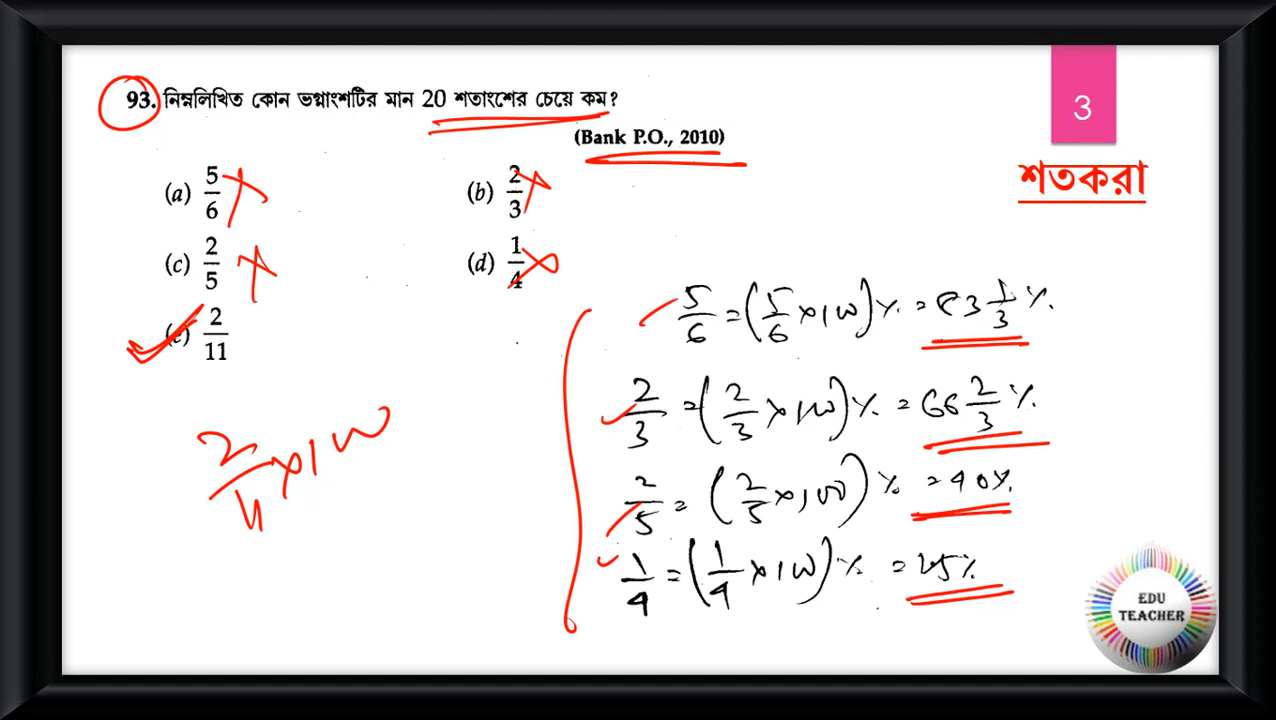 93. নিম্নলিখিত কোন ভগ্নাংশটির মান 20 শতাংশের চেয়ে কম?
(Bank P.O., 2010)
3
শতকরা
(a) 5/6 (b) 2/3
(c) 2/5 (d) 1/4
(e) 2/11
5/6 = (5/6 × 100)% = 83 1/3 %
2/3 = (2/3 × 100)% = 66 2/3 %
2/5 = (2/5 × 100)% = 40%
1/4 = (1/4 × 100)% = 25%
2/11 × 100
EDU
TEACHER